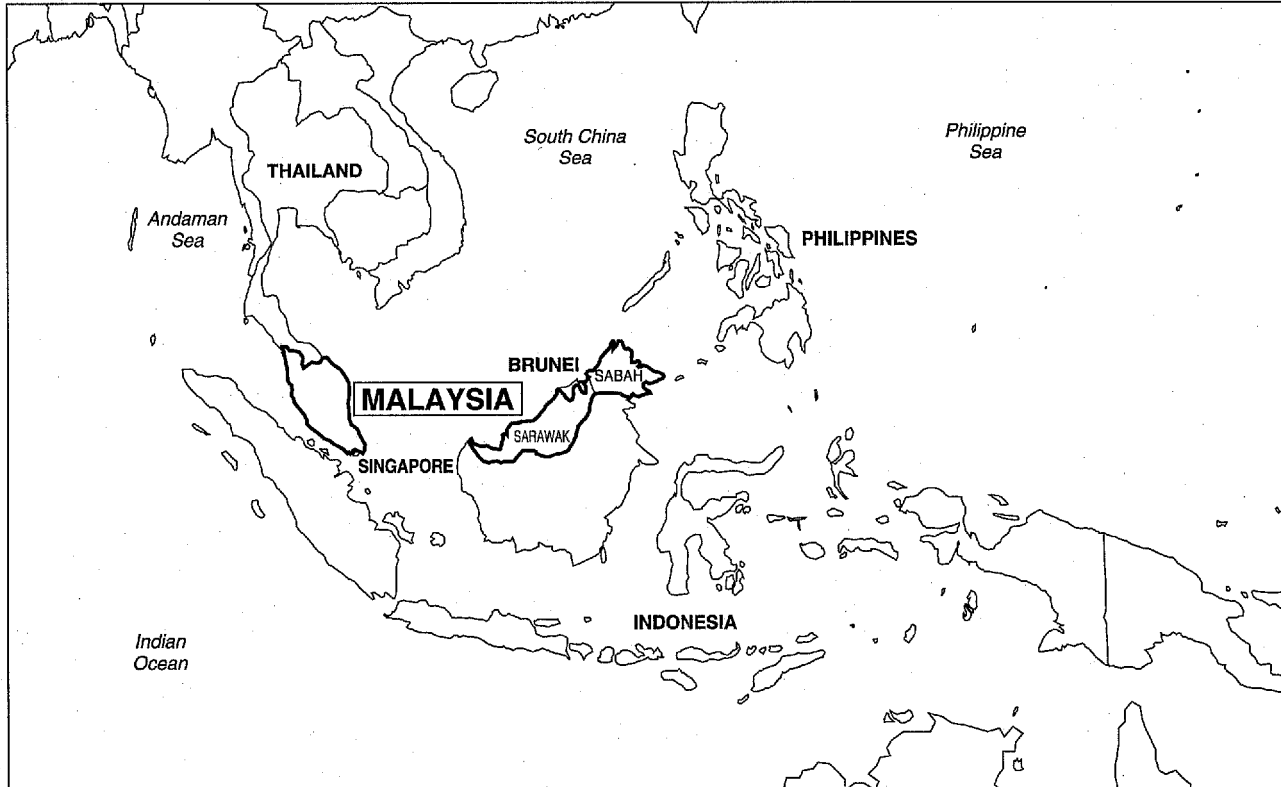 South China
Sea
Philippine
Sea
THAILAND
Andaman
Sea
PHILIPPINES
BRUNEI
SABAH
MALAYSIA
SARAWAK
SINGAPORE
INDONESIA
Indian
Ocean